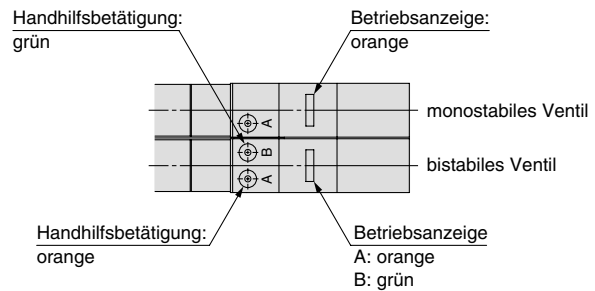 Handhilfsbetätigung:
grün
Betriebsanzeige:
orange
A
monostabiles Ventil
B
bistabiles Ventil
A
Handhilfsbetätigung:
orange
Betriebsanzeige
A: orange
B: grün